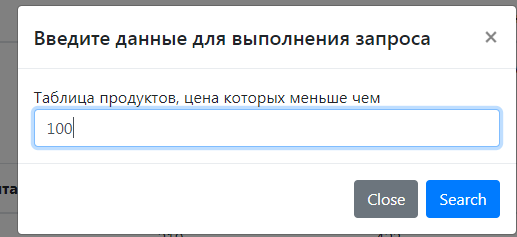 Введите данные для выполнения запроса
×
Таблица продуктов, цена которых меньше чем
100
Close
Search